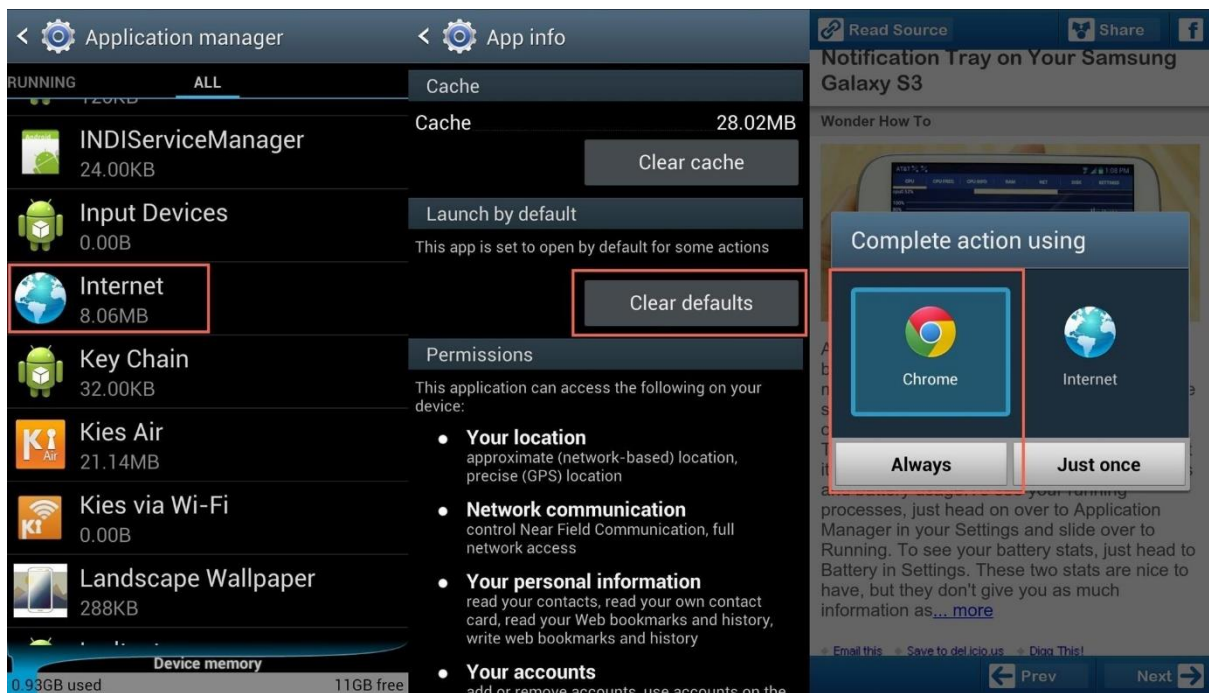 Application manager
RUNNING
ALL
120KB
INDIServiceManager
24.00KB
Input Devices
0.00B
Internet
8.06MB
Key Chain
32.00KB
Kies Air
21.14MB
Kies via Wi-Fi
0.00B
Landscape Wallpaper
288KB
Device memory
0.93GB used
11GB free
App info
Cache
Cache
28.02MB
Clear cache
Launch by default
This app is set to open by default for some actions
Clear defaults
Permissions
This application can access the following on your
device:
Your location
approximate (network-based) location,
precise (GPS) location
Network communication
control Near Field Communication, full
network access
Your personal information
read your contacts, read your own contact
card, read your Web bookmarks and history,
write web bookmarks and history
Your accounts
add or remove accounts, use accounts on the
Read Source
Share
f
Notification Tray on Your Samsung
Galaxy S3
Wonder How To
Complete action using
Chrome
Internet
Always
Just once
processes, just head on over to Application
Manager in your Settings and slide over to
Running. To see your battery stats, just head to
Battery in Settings. These two stats are nice to
have, but they don't give you as much
information as... more
Email this
Save to del.icio.us
Digg This!
Prev
Next